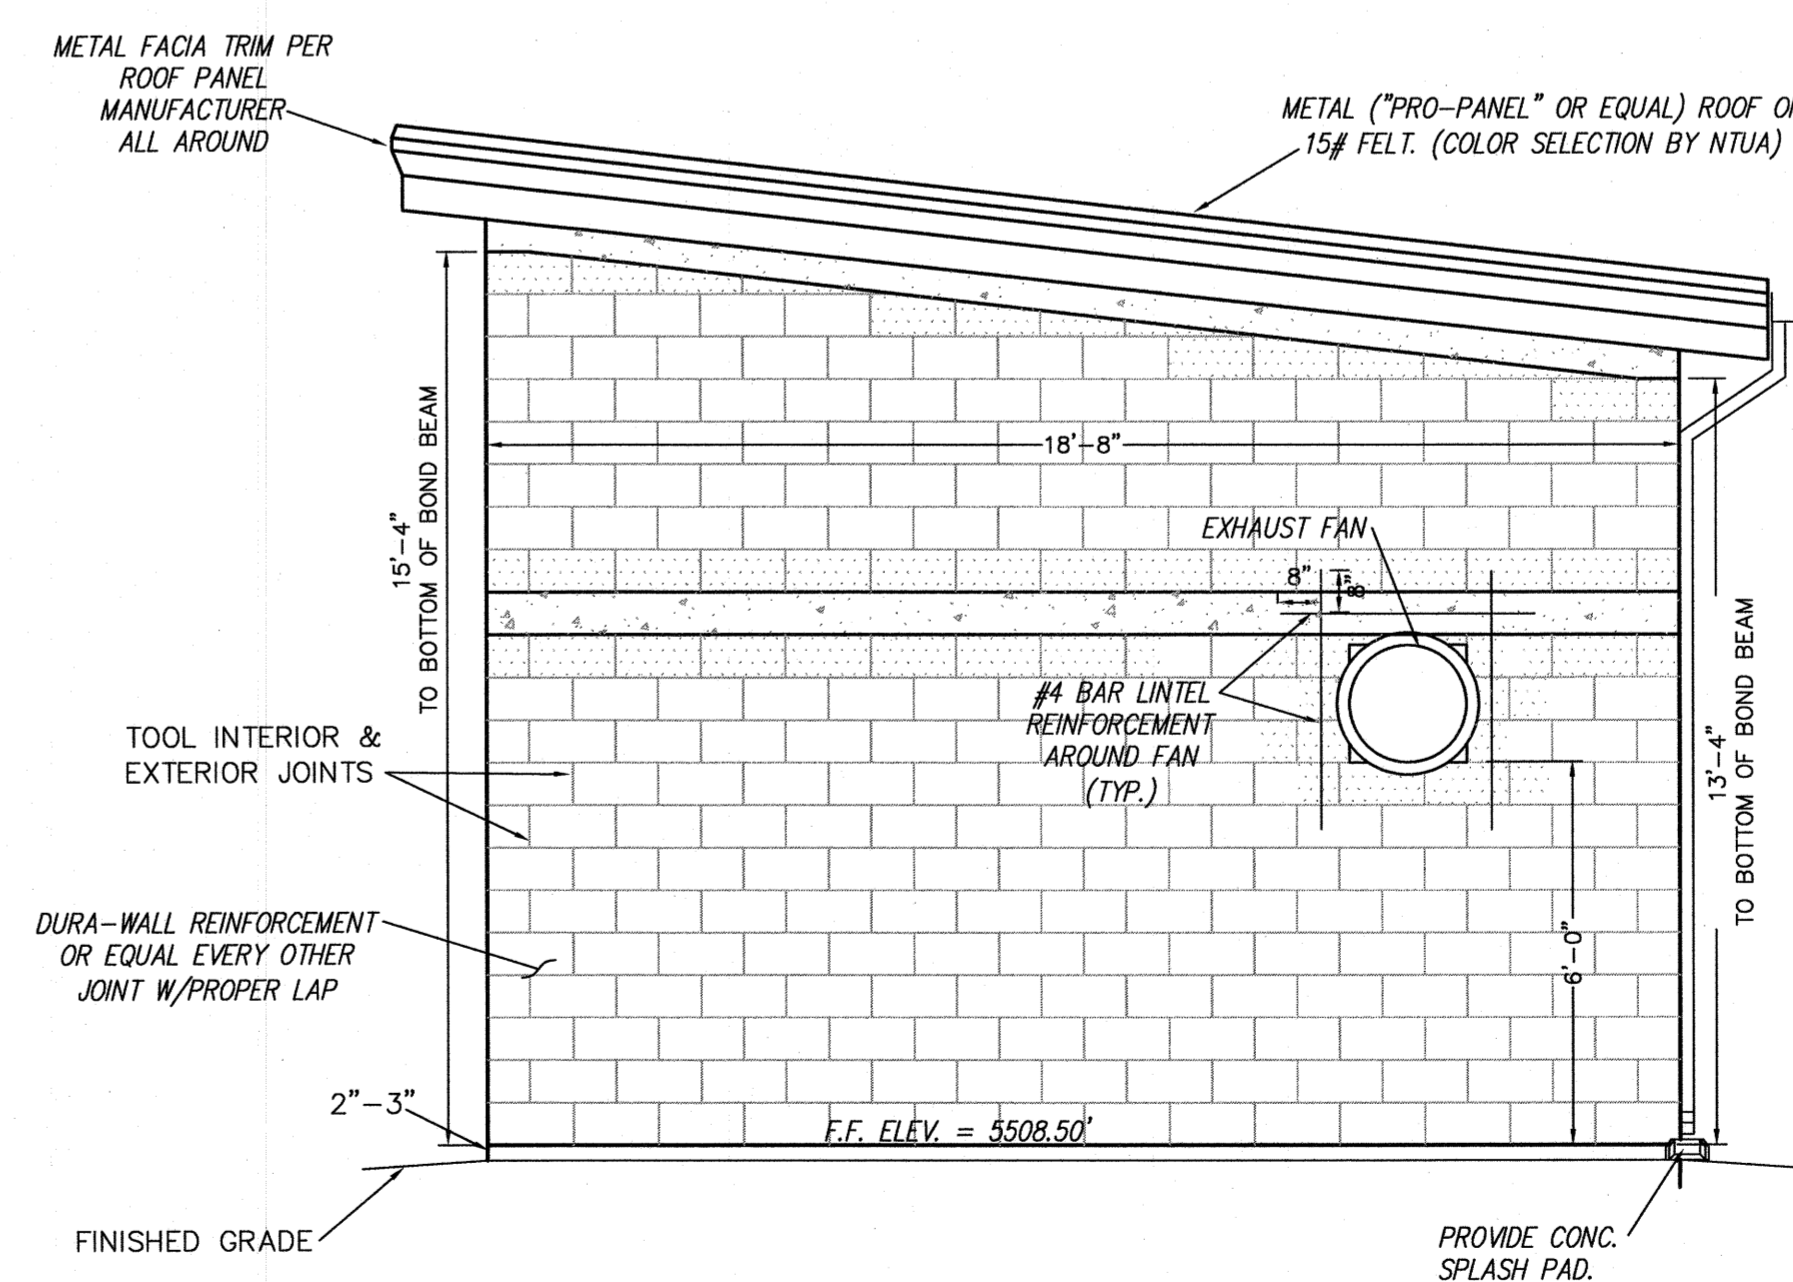 METAL FACIA TRIM PER
ROOF PANEL
MANUFACTURER
ALL AROUND
METAL ("PRO-PANEL" OR EQUAL) ROOF
15# FELT. (COLOR SELECTION BY NTUA)
15'-4"
TO BOTTOM OF BOND BEAM
18'-8"
EXHAUST FAN
8"
8"
#4 BAR LINTEL
REINFORCEMENT
AROUND FAN
(TYP.)
13'-4"
TO BOTTOM OF BOND BEAM
TOOL INTERIOR &
EXTERIOR JOINTS
DURA-WALL REINFORCEMENT
OR EQUAL EVERY OTHER
JOINT W/PROPER LAP
6'-0"
2"-3"
F.F. ELEV. = 5508.50'
FINISHED GRADE
PROVIDE CONC.
SPLASH PAD.